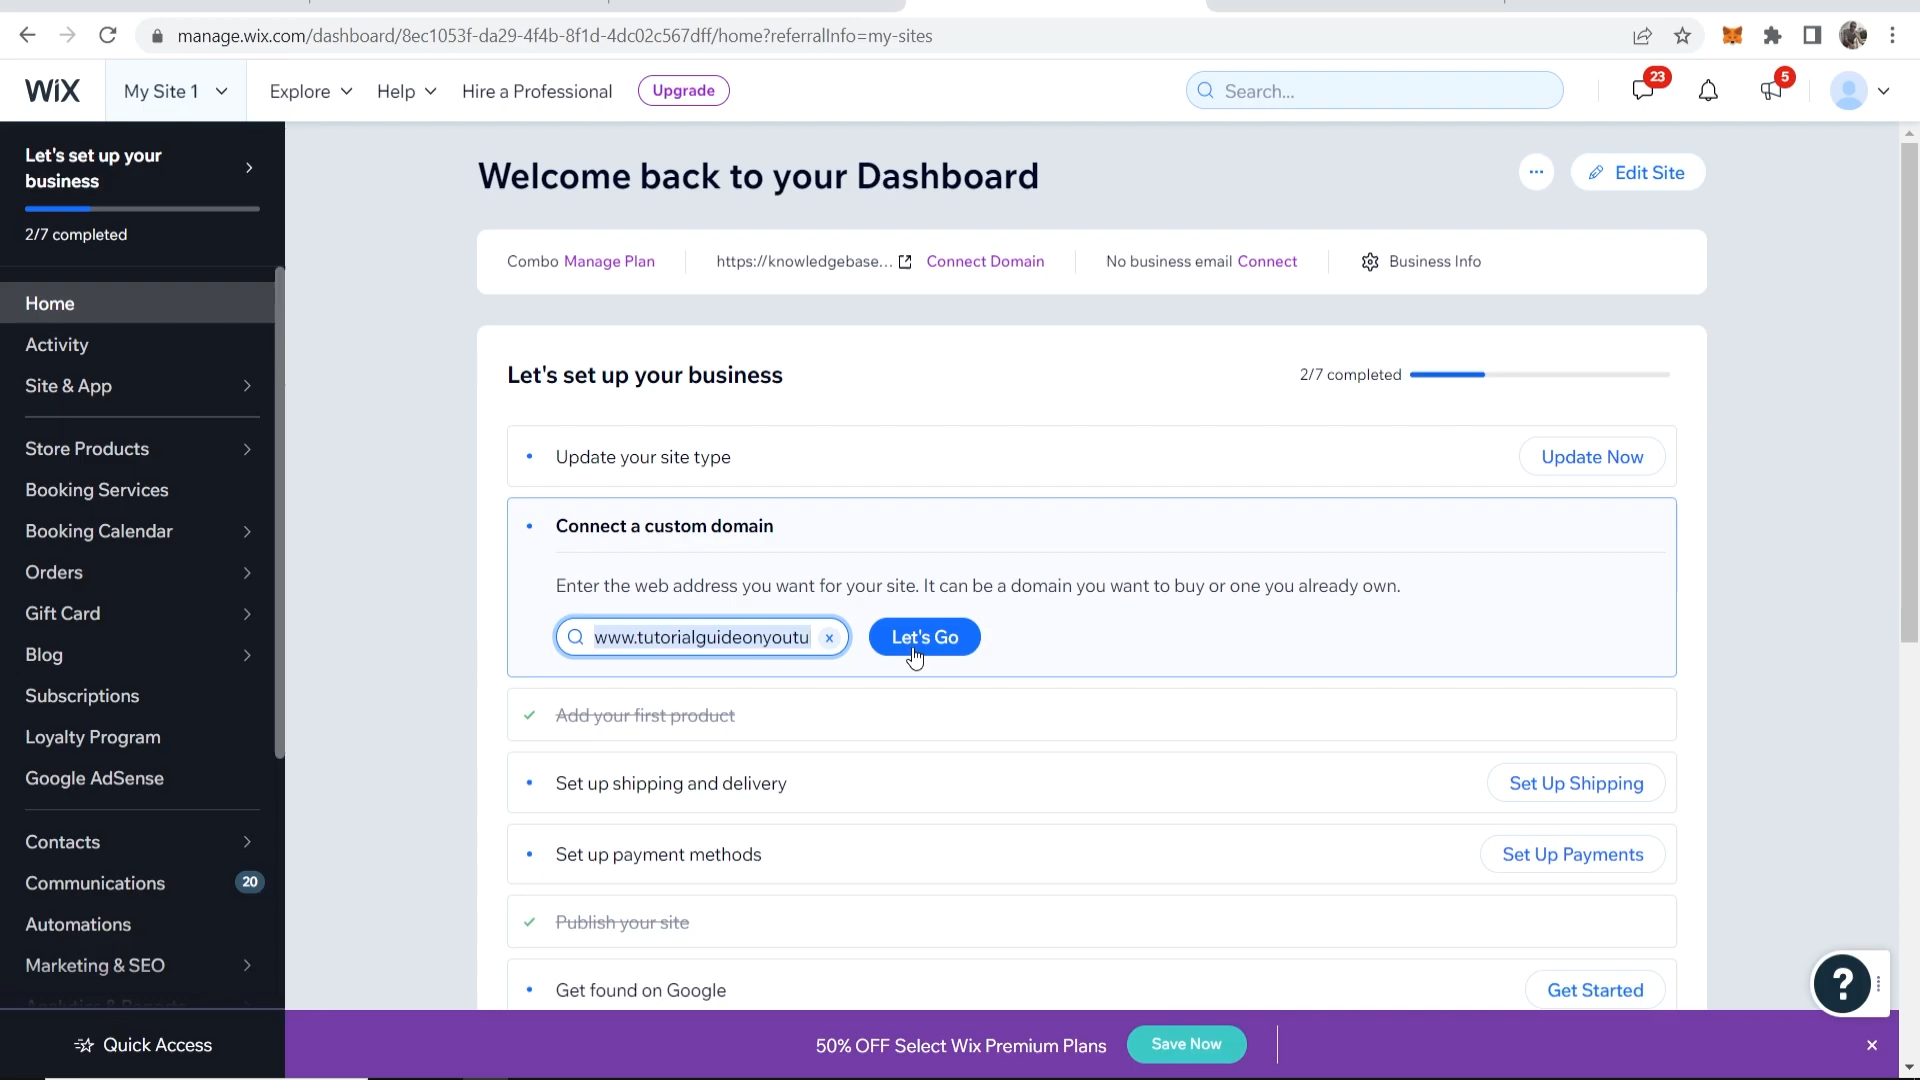 manage.wix.com/dashboard/8ec1053f-da29-4f4b-8f1d-4dc02c567dff/home?referralInfo=my-sites
WiX
My Site 1
Explore
Help
Hire a Professional
Upgrade
Search...
23
5
Let's set up your
business
2/7 completed
Home
Activity
Site & App
Store Products
Booking Services
Booking Calendar
Orders
Gift Card
Blog
Subscriptions
Loyalty Program
Google AdSense
Contacts
Communications
20
Automations
Marketing & SEO
Analytics & Reports
Quick Access
Welcome back to your Dashboard
Edit Site
Combo Manage Plan
https://knowledgebase... Connect Domain
No business email Connect
Business Info
Let's set up your business
2/7 completed
Update your site type
Update Now
Connect a custom domain
Enter the web address you want for your site. It can be a domain you want to buy or one you already own.
www.tutorialguideonyoutu
Let's Go
Add your first product
Set up shipping and delivery
Set Up Shipping
Set up payment methods
Set Up Payments
Publish your site
Get found on Google
Get Started
?
50% OFF Select Wix Premium Plans
Save Now